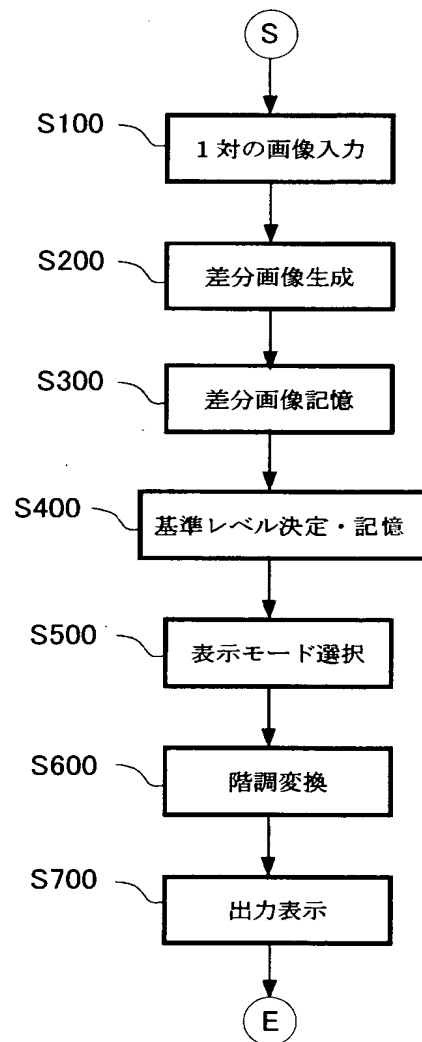 S
S100
1対の画像入力
S200
差分画像生成
S300
差分画像記憶
S400
基準レベル決定・記憶
S500
表示モード選択
S600
階調変換
S700
出力表示
E